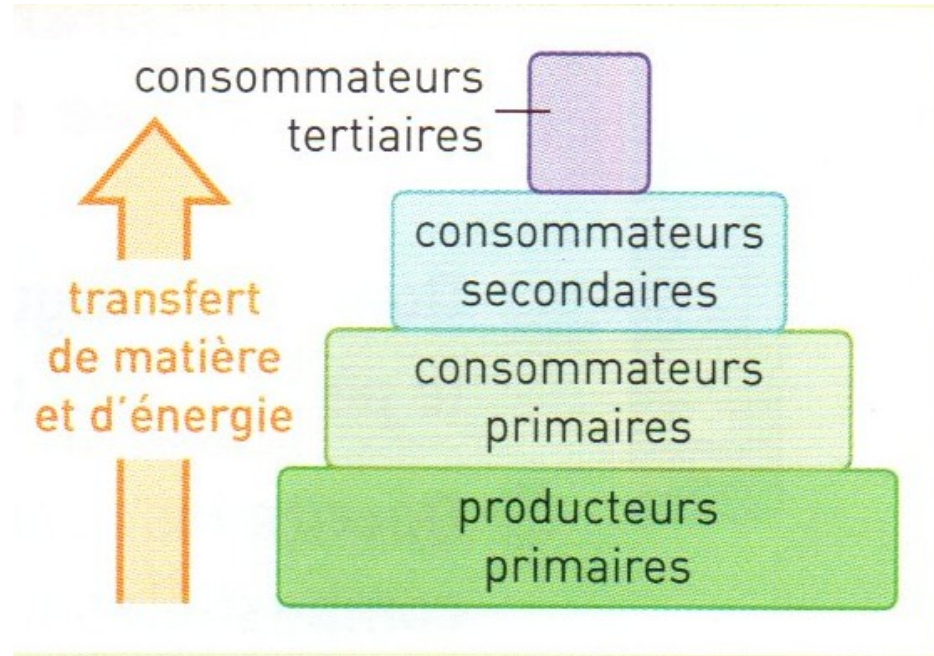 consommateurs
tertiaires
consommateurs
secondaires
transfert
de matière
et d'énergie
consommateurs
primaires
producteurs
primaires